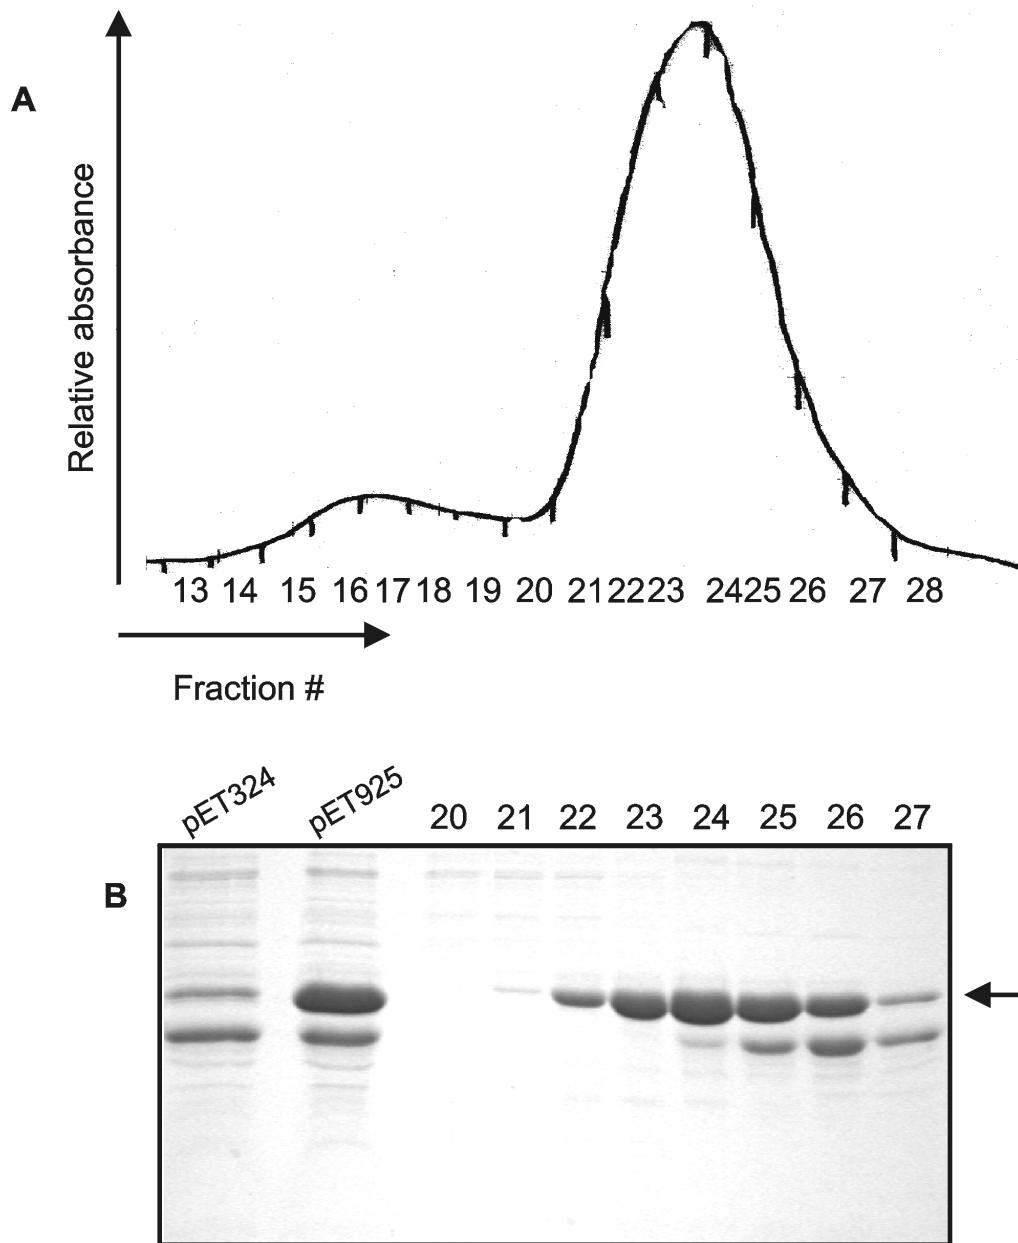 A
Relative absorbance
13 14 15 16 17 18 19 20 21 22 23 24 25 26 27 28
Fraction #
pET324 pET925 20 21 22 23 24 25 26 27
B